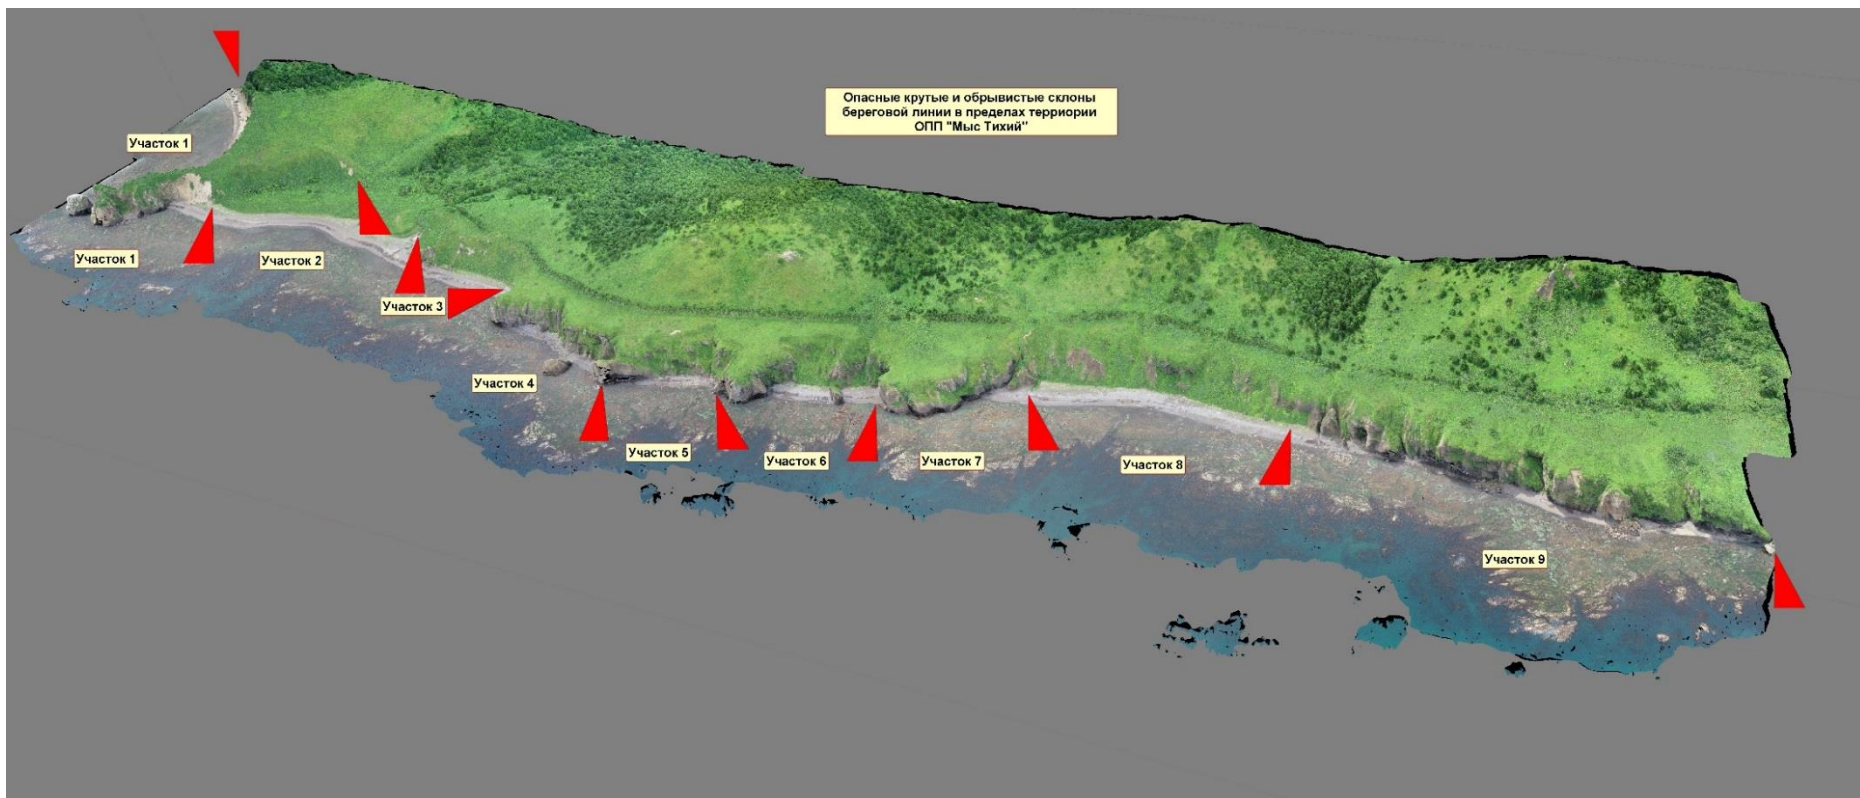 Опасные крутые и обрывистые склоны
береговой линии в пределах терриории
ОПП "Мыс Тихий"
Участок 1
Участок 1
Участок 2
Участок 3
Участок 4
Участок 5
Участок 6
Участок 7
Участок 8
Участок 9